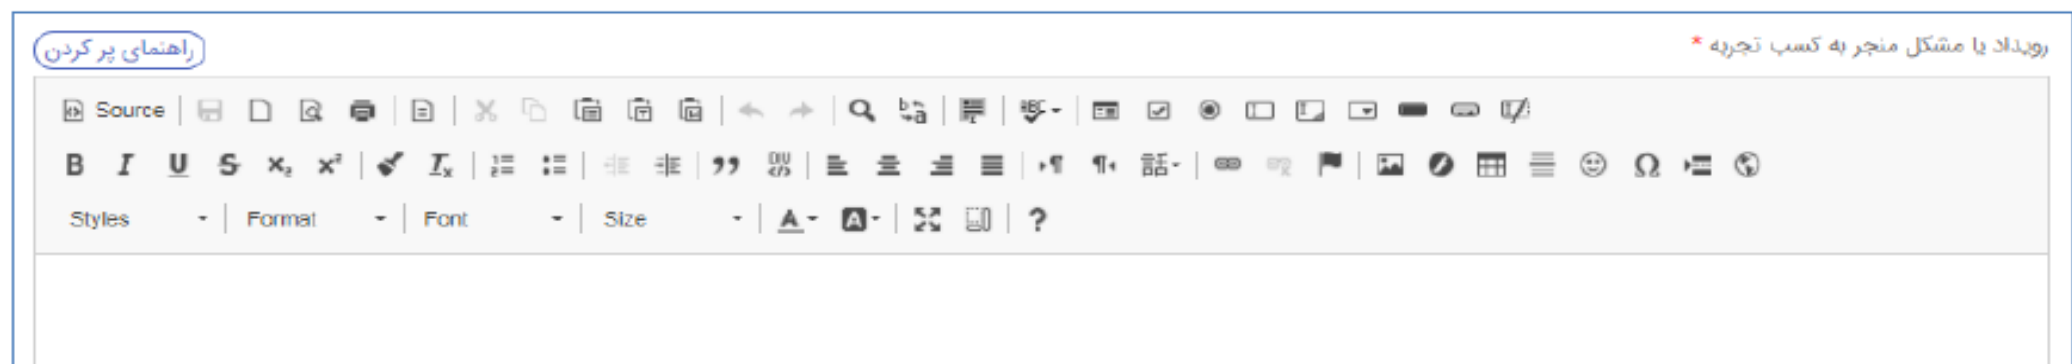 رویداد یا مشکل منجر به کسب تجربه *
راهنمای پر کردن
Source
Styles Format Font Size